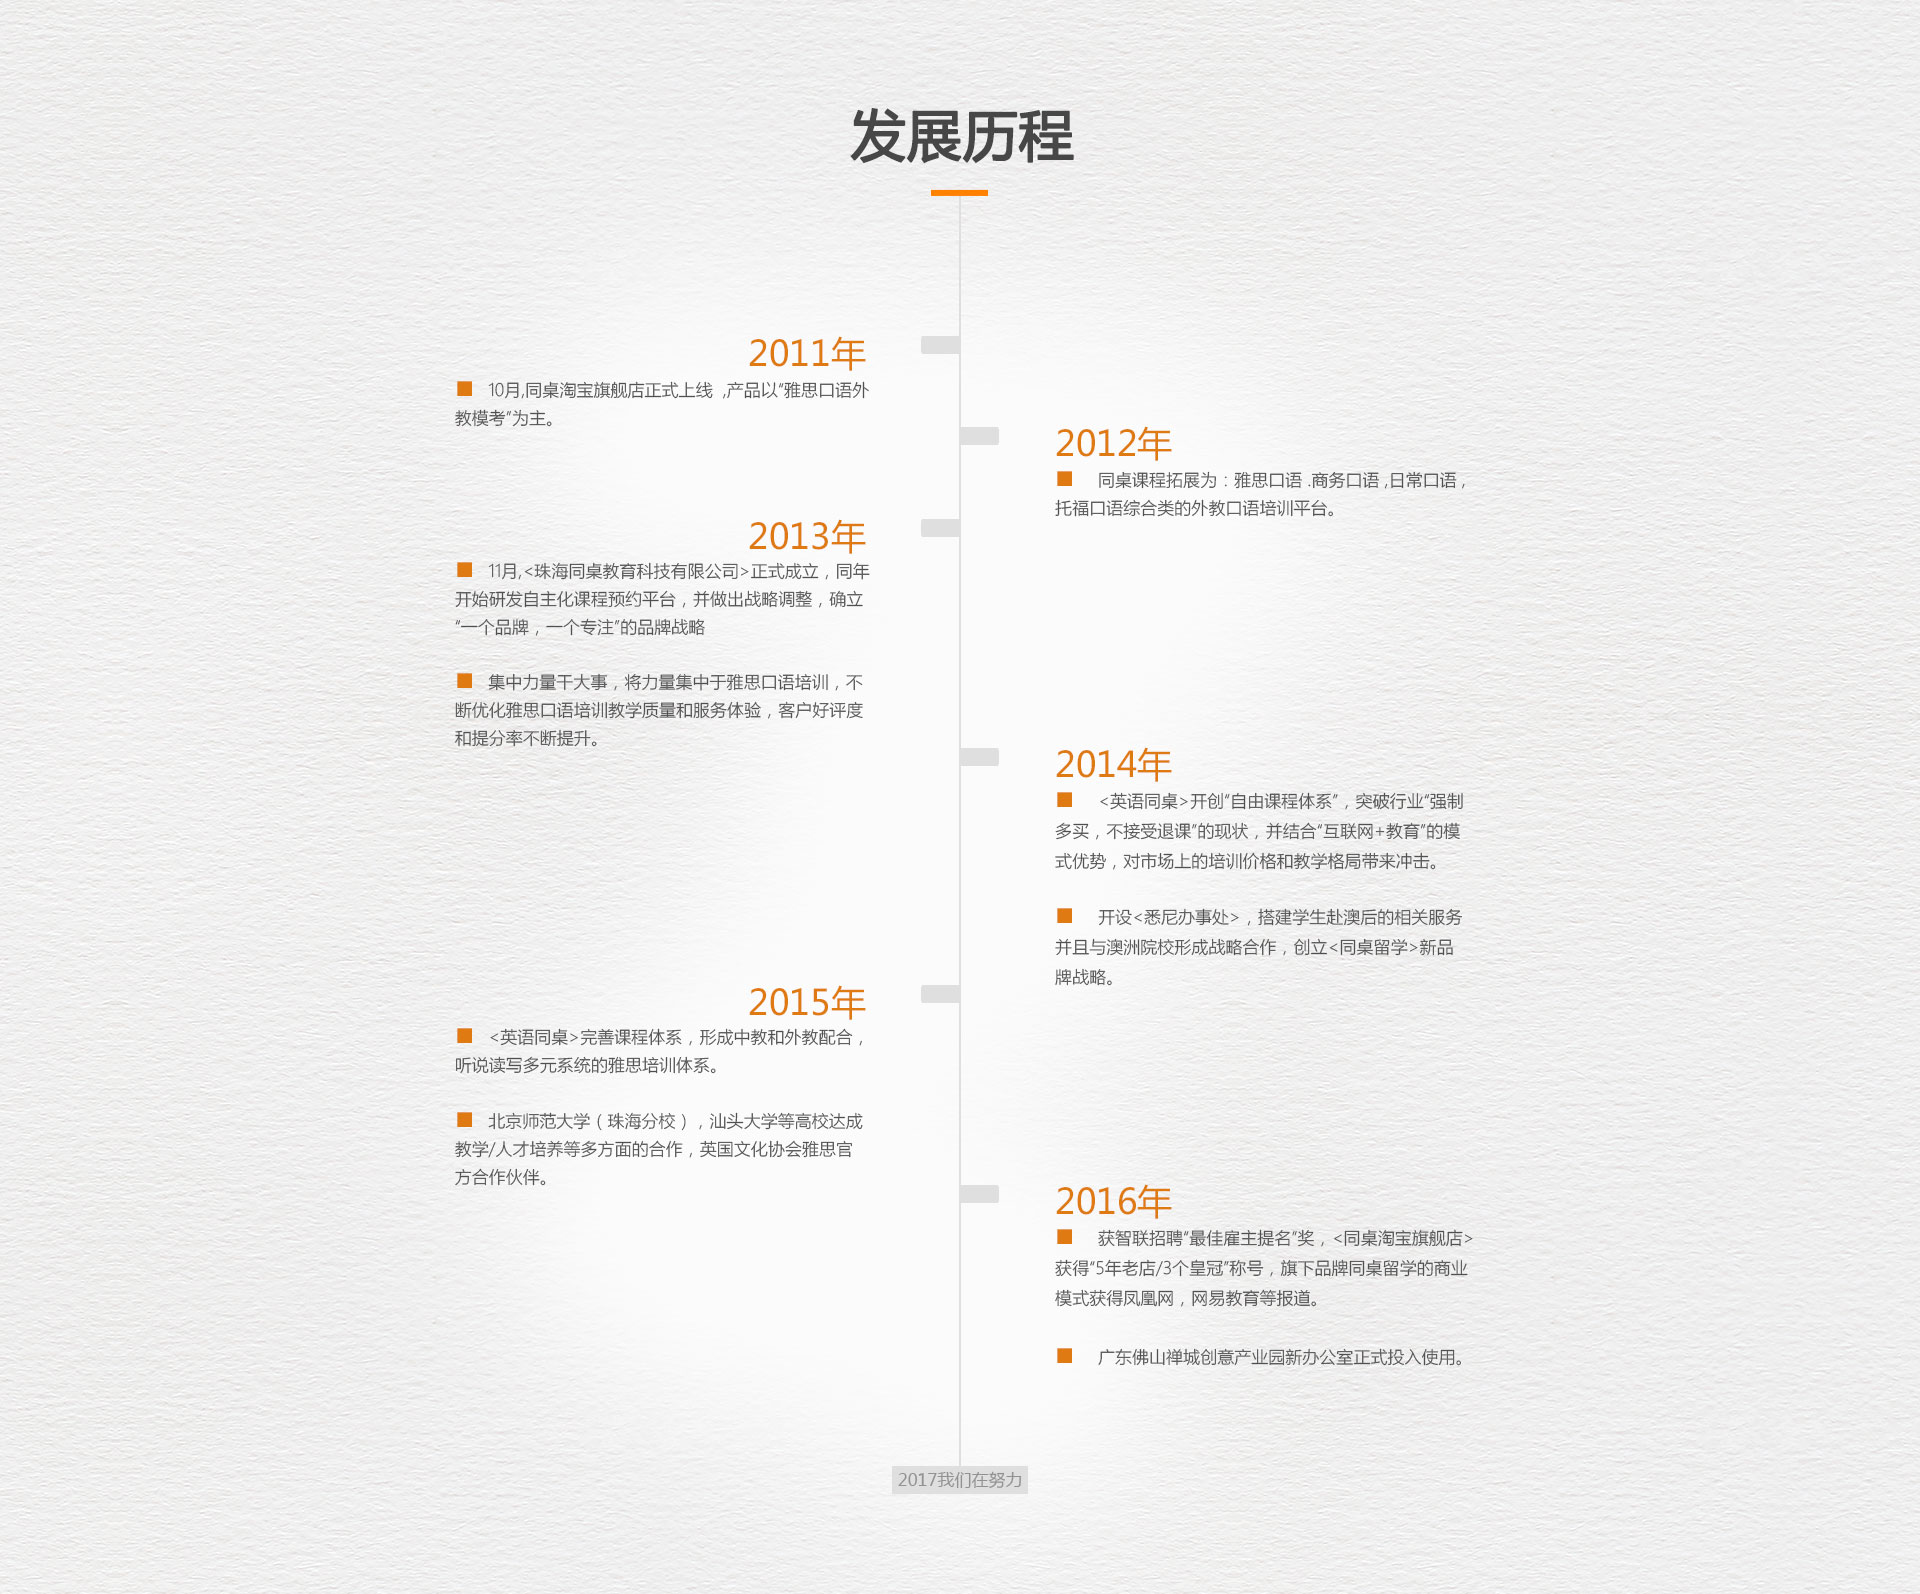 发展历程
2011年
■ 10月,同桌淘宝旗舰店正式上线 ,产品以“雅思口语外
教模考”为主。
2012年
■ 同桌课程拓展为：雅思口语 .商务口语 ,日常口语，
托福口语综合类的外教口语培训平台。
2013年
■ 11月,<珠海同桌教育科技有限公司>正式成立，同年
开始研发自主化课程预约平台，并做出战略调整，确立
“一个品牌，一个专注”的品牌战略
■ 集中力量干大事，将力量集中于雅思口语培训，不
断优化雅思口语培训教学质量和服务体验，客户好评度
和提分率不断提升。
2014年
■ <英语同桌>开创“自由课程体系”，突破行业“强制
多买，不接受退课”的现状，并结合“互联网+教育”的模
式优势，对市场上的培训价格和教学格局带来冲击。
■ 开设<悉尼办事处>，搭建学生赴澳后的相关服务
并且与澳洲院校形成战略合作，创立<同桌留学>新品
牌战略。
2015年
■ <英语同桌>完善课程体系，形成中教和外教配合，
听说读写多元系统的雅思培训体系。
■ 北京师范大学（珠海分校），汕头大学等高校达成
教学/人才培养等多方面的合作，英国文化协会雅思官
方合作伙伴。
2016年
■ 获智联招聘“最佳雇主提名”奖，<同桌淘宝旗舰店>
获得“5年老店/3个皇冠”称号，旗下品牌同桌留学的商业
模式获得凤凰网，网易教育等报道。
■ 广东佛山禅城创意产业园新办公室正式投入使用。
2017我们在努力